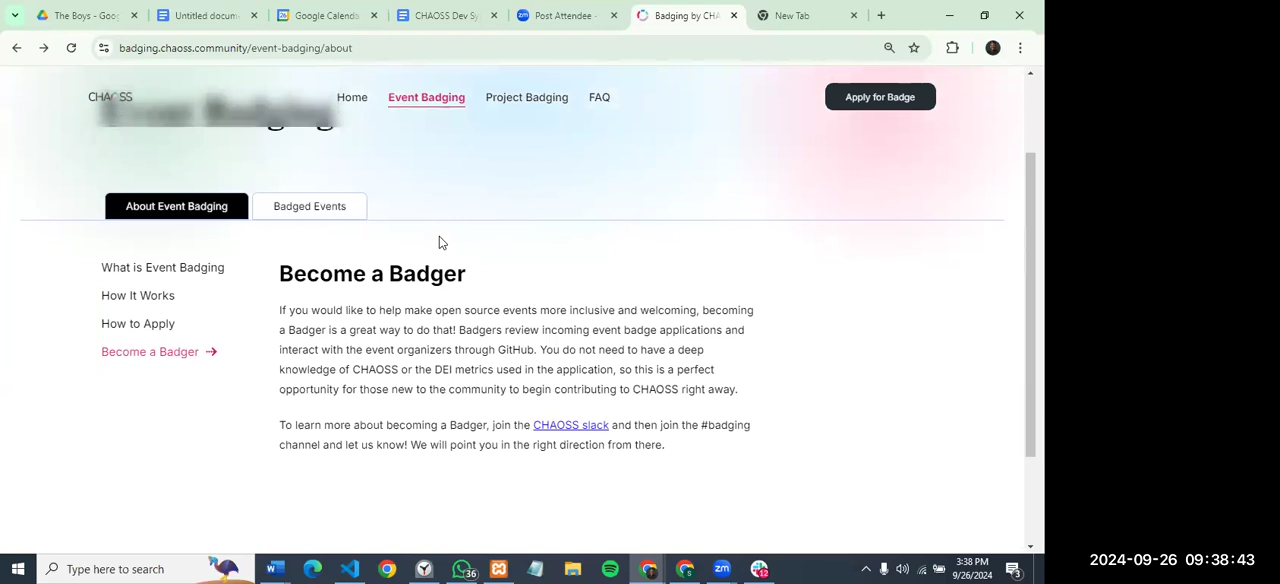 The Boys - Goo
Untitled docum
Google Calenda
CHAOSS Dev Sy
Post Attendee -
Badging by CHA
New Tab
badging.chaoss.community/event-badging/about
CHAOSS
Home
Event Badging
Project Badging
FAQ
Apply for Badge
Event Badging
About Event Badging
Badged Events
What is Event Badging
How It Works
How to Apply
Become a Badger →
Become a Badger
If you would like to help make open source events more inclusive and welcoming, becoming
a Badger is a great way to do that! Badgers review incoming event badge applications and
interact with the event organizers through GitHub. You do not need to have a deep
knowledge of CHAOSS or the DEI metrics used in the application, so this is a perfect
opportunity for those new to the community to begin contributing to CHAOSS right away.
To learn more about becoming a Badger, join the CHAOSS slack and then join the #badging
channel and let us know! We will point you in the right direction from there.
Type here to search
36
zm
12
3:38 PM
9/26/2024
3
2024-09-26 09:38:43